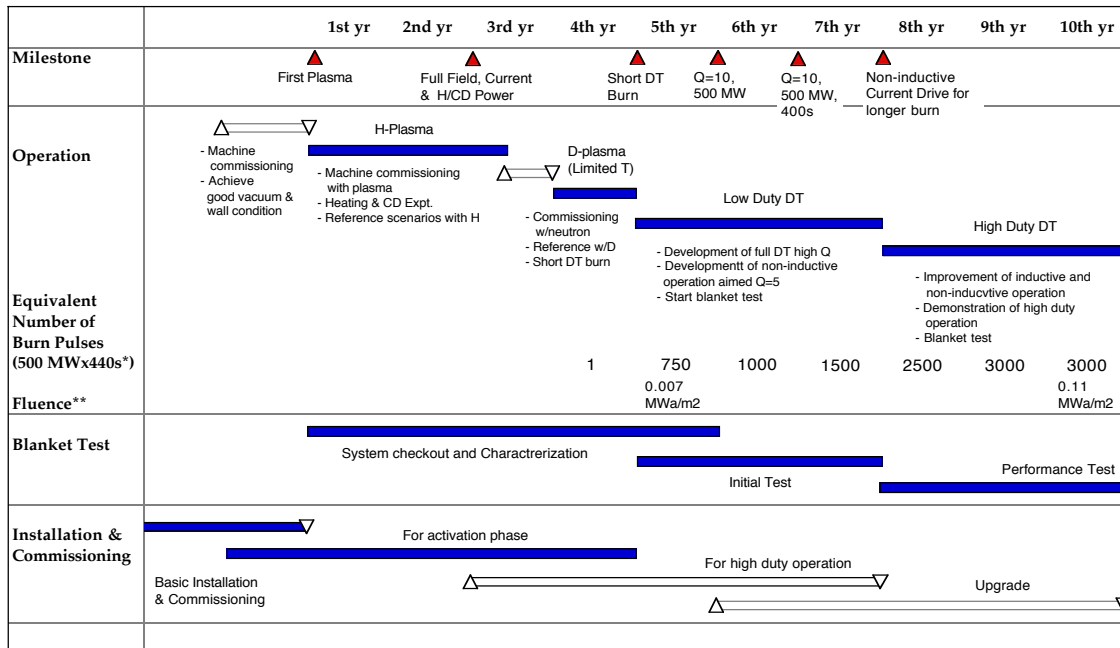 1st yr 2nd yr 3rd yr 4th yr 5th yr 6th yr 7th yr 8th yr 9th yr 10th yr
Milestone
First Plasma
Full Field, Current
& H/CD Power
Short DT
Burn
Q=10,
500 MW
Q=10,
500 MW,
400s
Non-inductive
Current Drive for
longer burn
Operation
- Machine
commissioning
- Achieve
good vacuum &
wall condition
H-Plasma
- Machine commissioning
with plasma
- Heating & CD Expt.
- Reference scenarios with H
D-plasma
(Limited T)
- Commissioning
w/neutron
- Reference w/D
- Short DT burn
Low Duty DT
- Development of full DT high Q
- Developmentt of non-inductive
operation aimed Q=5
- Start blanket test
High Duty DT
- Improvement of inductive and
non-inducvtive operation
- Demonstration of high duty
operation
- Blanket test
Equivalent
Number of
Burn Pulses
(500 MWx440s*)
1 750 1000 1500 2500 3000 3000
Fluence**
0.007
MWa/m2
0.11
MWa/m2
Blanket Test
System checkout and Charactrerization
Initial Test
Performance Test
Installation &
Commissioning
Basic Installation
& Commissioning
For activation phase
For high duty operation
Upgrade